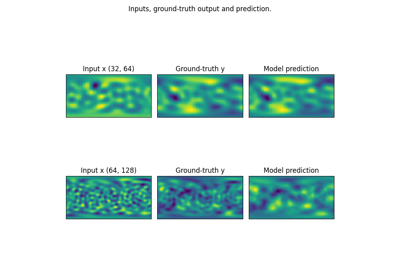 Inputs, ground-truth output and prediction.
Input x (32, 64)
Ground-truth y
Model prediction
Input x (64, 128)
Ground-truth y
Model prediction